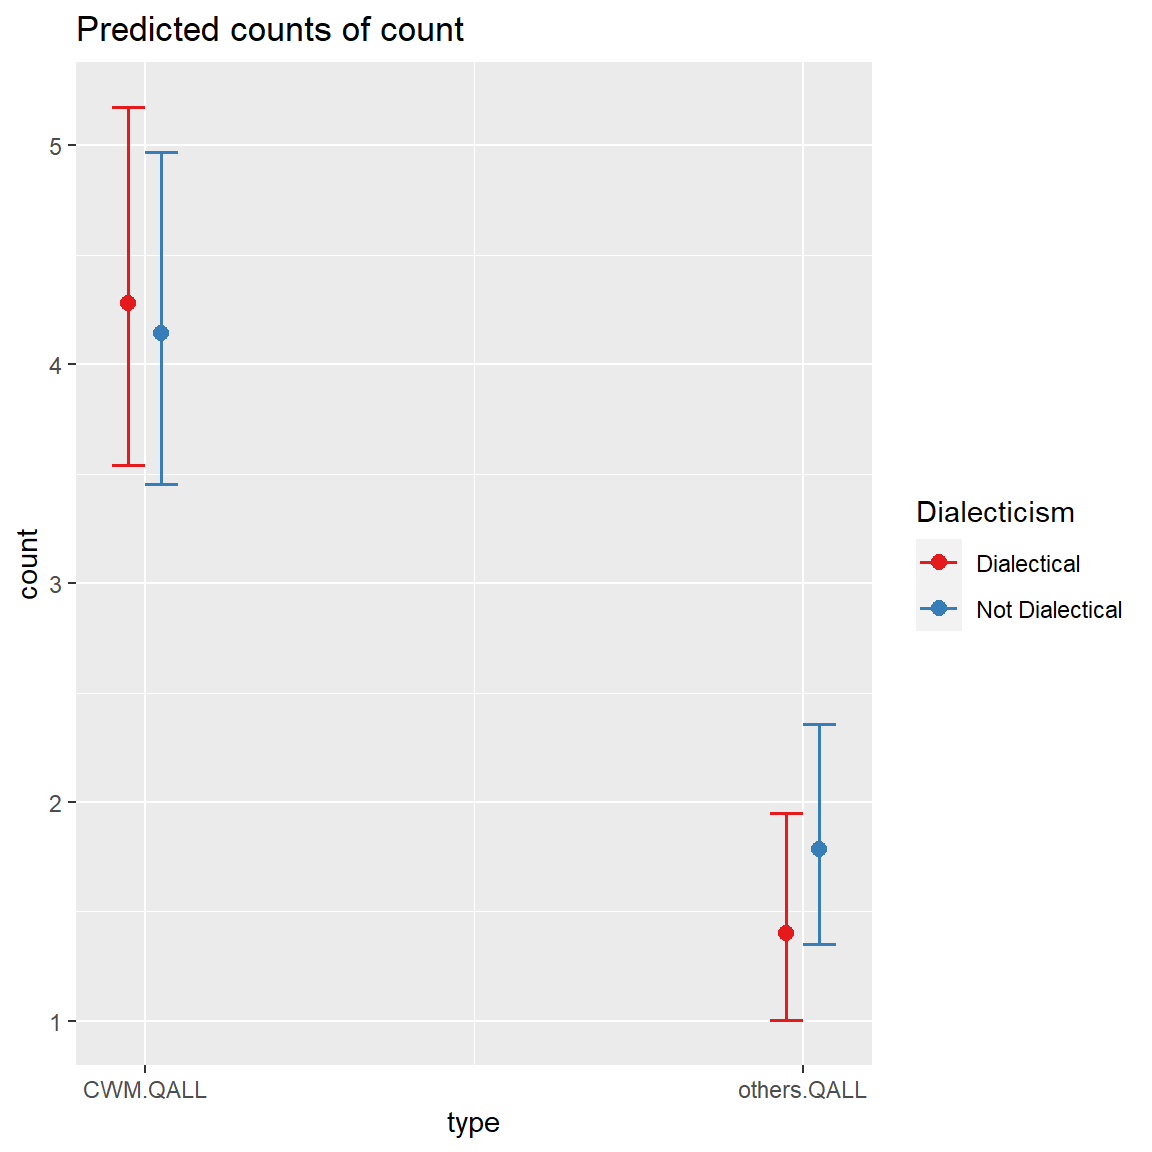 Predicted counts of count
5
4
3
2
1
count
CWM.QALL
others.QALL
type
Dialecticism
Dialectical
Not Dialectical